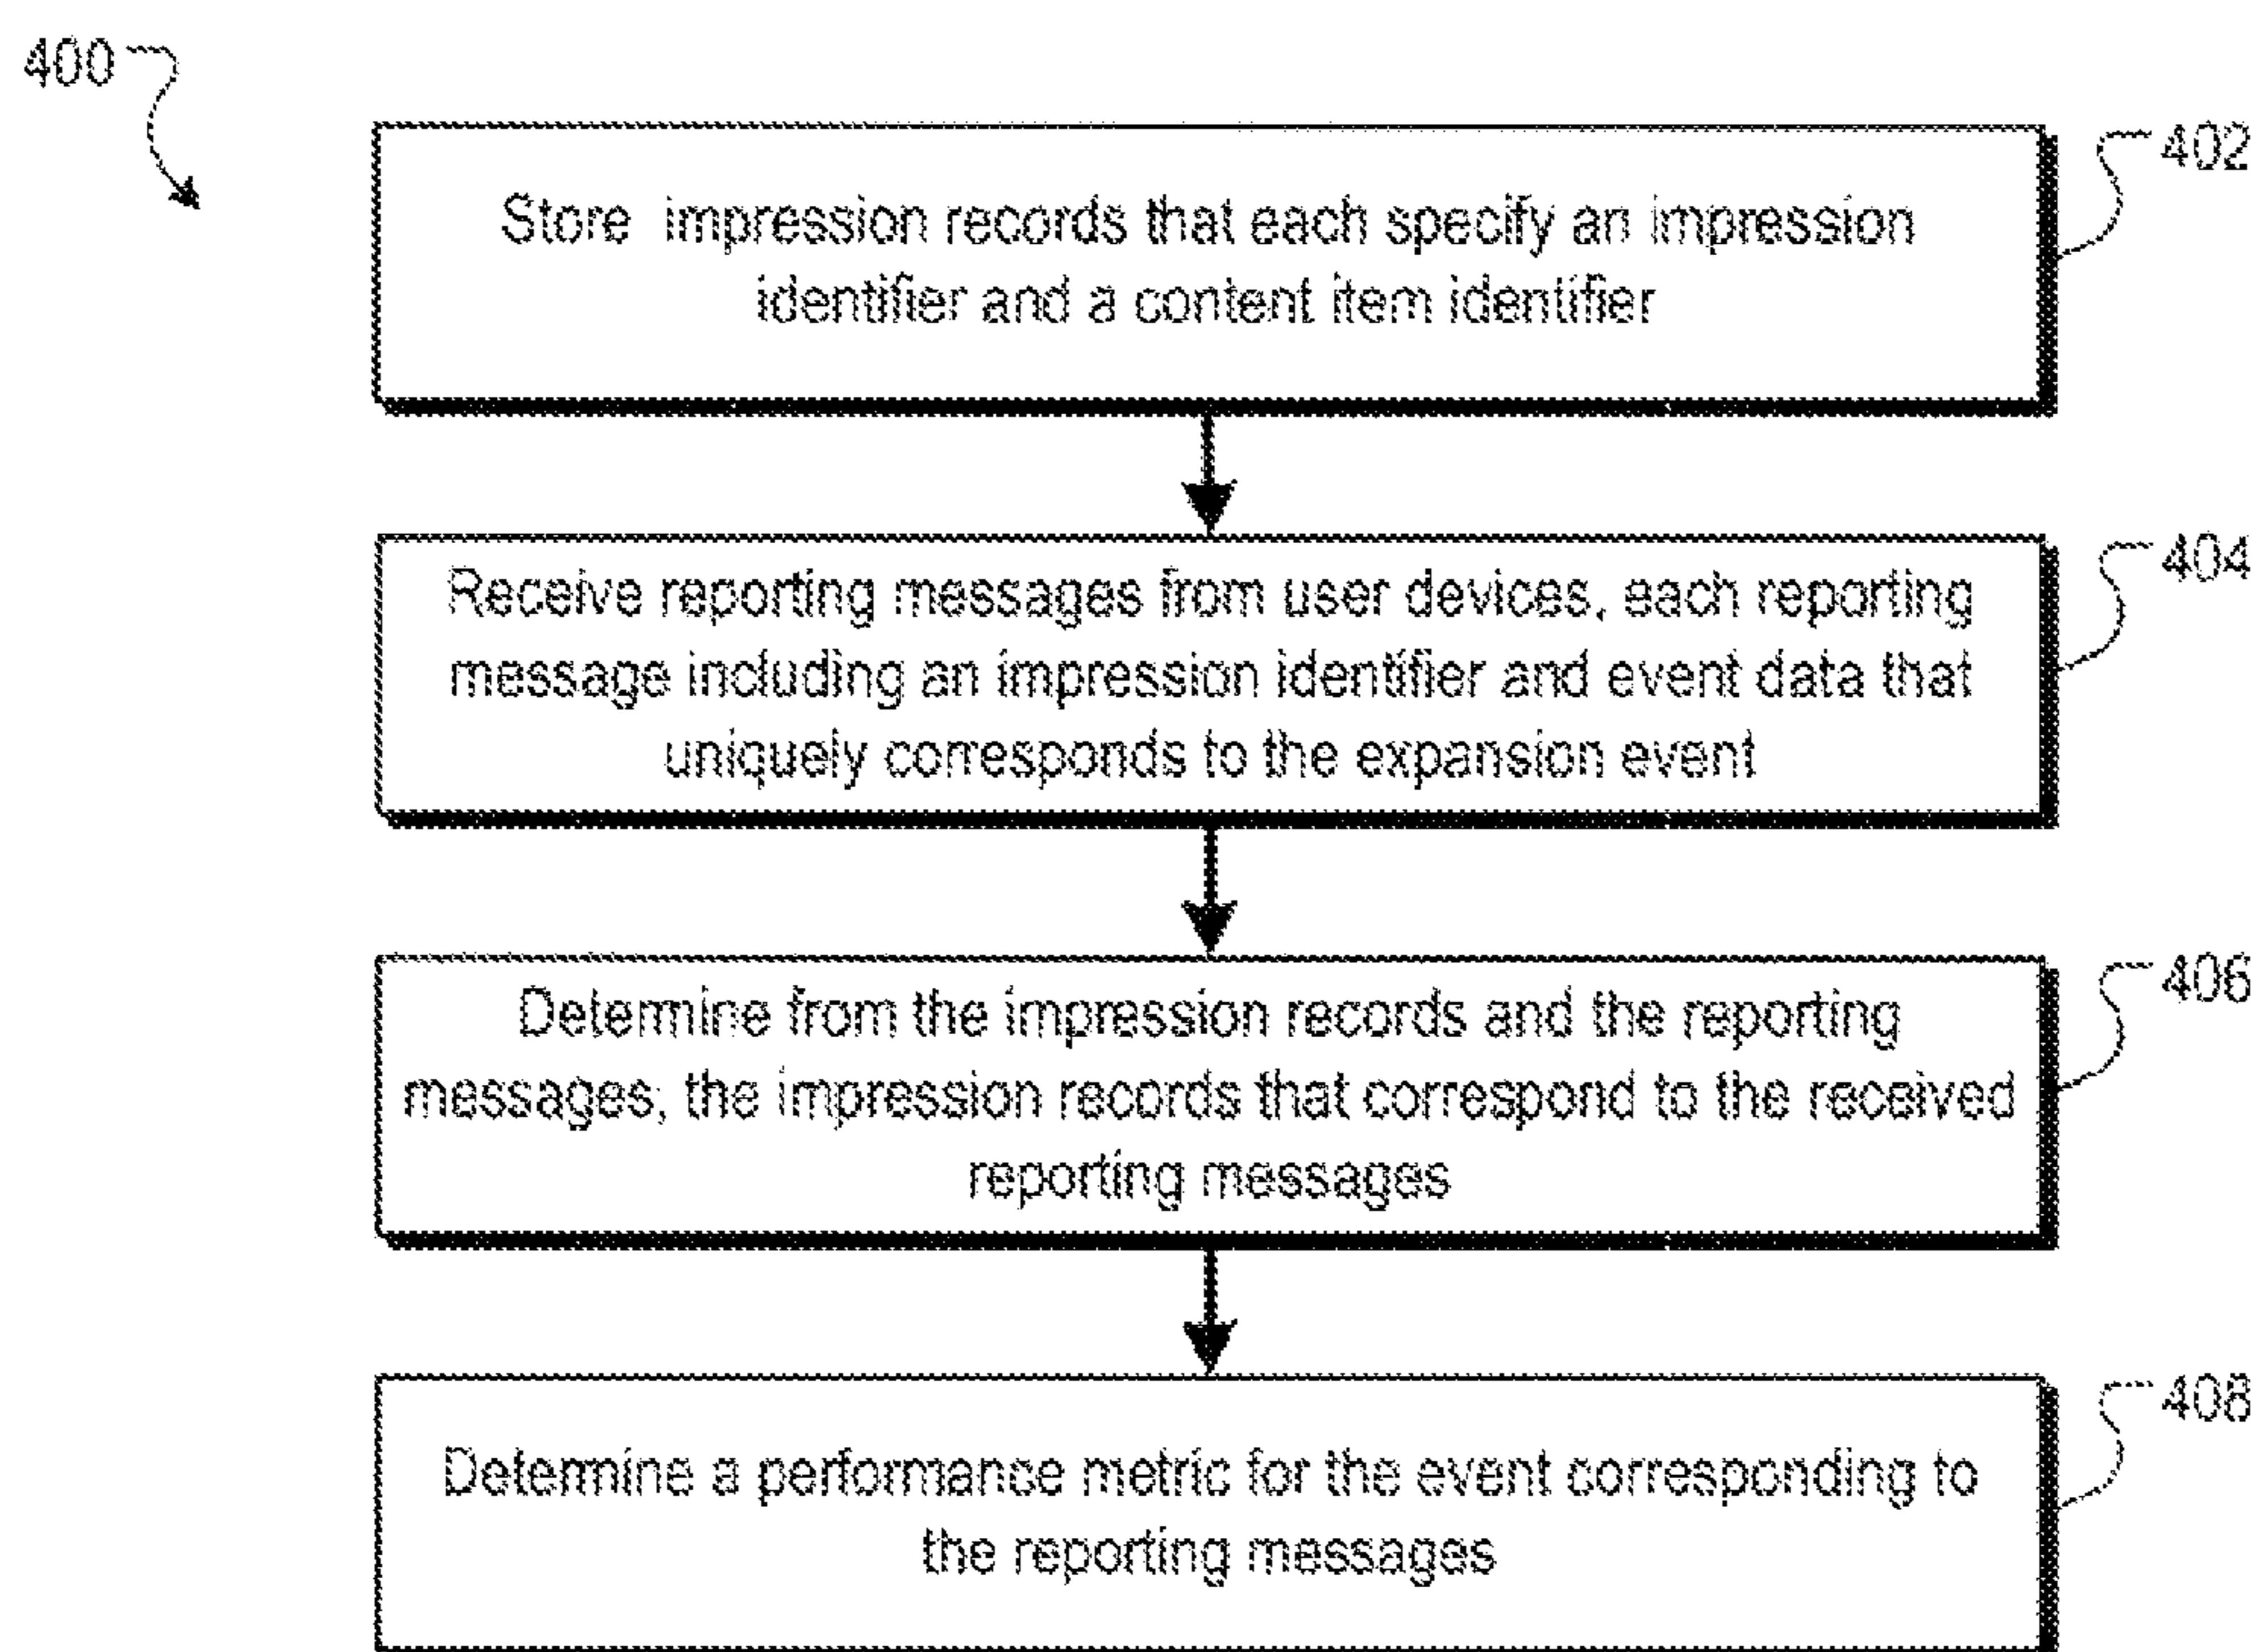 400
402
Store impression records that each specify an impression
identifier and a content item identifier
404
Receive reporting messages from user devices, each reporting
message including an impression identifier and event data that
uniquely corresponds to the expansion event
406
Determine from the impression records and the reporting
messages, the impression records that correspond to the received
reporting messages
408
Determine a performance metric for the event corresponding to
the reporting messages